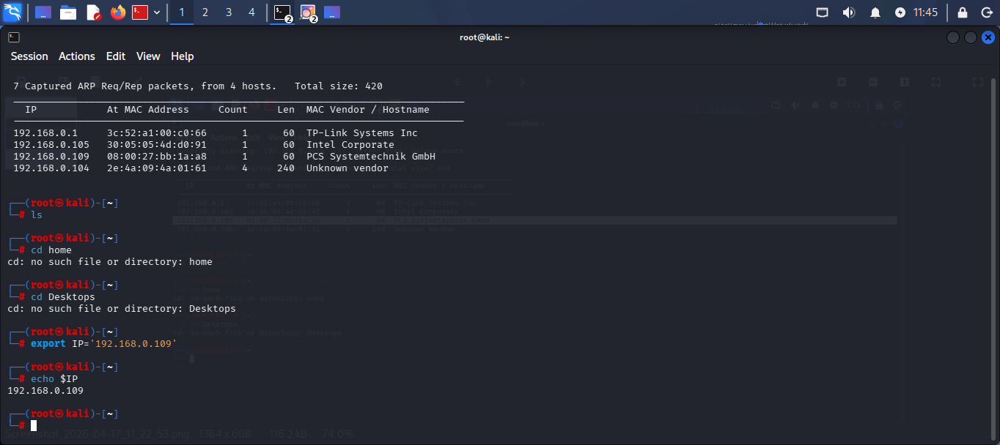 1 2 3 4 2 2 11:45
root@kali: ~
Session Actions Edit View Help
7 Captured ARP Req/Rep packets, from 4 hosts. Total size: 420
IP At MAC Address Count Len MAC Vendor / Hostname
192.168.0.1 3c:52:a1:00:c0:66 1 60 TP-Link Systems Inc
192.168.0.105 30:05:05:4d:d0:91 1 60 Intel Corporate
192.168.0.109 08:00:27:bb:1a:a8 1 60 PCS Systemtechnik GmbH
192.168.0.104 2e:4a:09:4a:01:61 4 240 Unknown vendor
┌──(root㉿kali)-[~]
└─# ls
┌──(root㉿kali)-[~]
└─# cd home
cd: no such file or directory: home
┌──(root㉿kali)-[~]
└─# cd Desktops
cd: no such file or directory: Desktops
┌──(root㉿kali)-[~]
└─# export IP='192.168.0.109'
┌──(root㉿kali)-[~]
└─# echo $IP
192.168.0.109
┌──(root㉿kali)-[~]
└─#
Screenshot_2026-04-17_11_22_53.png 1364 x 608 116.2 kB 74.0%